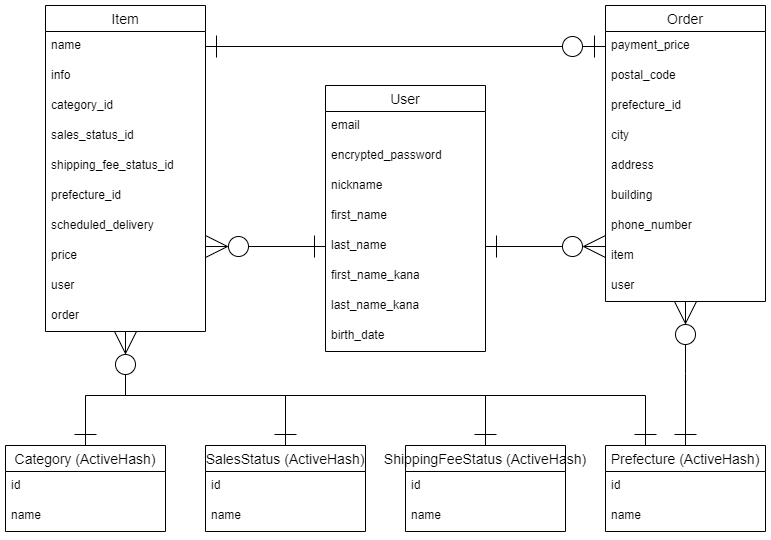 Item
name
info
category_id
sales_status_id
shipping_fee_status_id
prefecture_id
scheduled_delivery
price
user
order
User
email
encrypted_password
nickname
first_name
last_name
first_name_kana
last_name_kana
birth_date
Order
payment_price
postal_code
prefecture_id
city
address
building
phone_number
item
user
Category (ActiveHash)
id
name
SalesStatus (ActiveHash)
id
name
ShippingFeeStatus (ActiveHash)
id
name
Prefecture (ActiveHash)
id
name